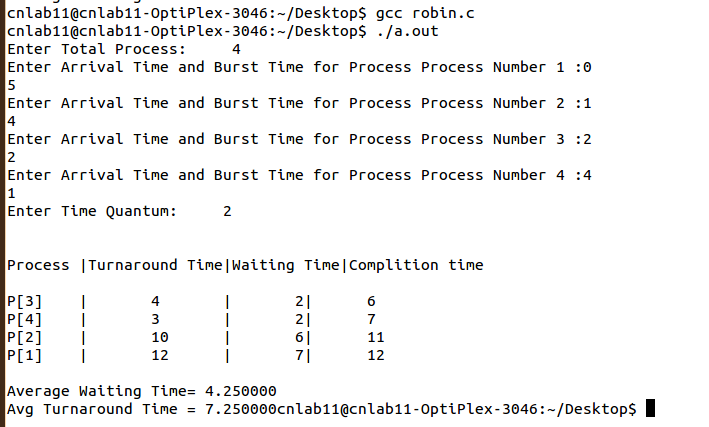 cnlab11@cnlab11-OptiPlex-3046:~/Desktop$ gcc robin.c
cnlab11@cnlab11-OptiPlex-3046:~/Desktop$ ./a.out
Enter Total Process:     4
Enter Arrival Time and Burst Time for Process Process Number 1 :0
5
Enter Arrival Time and Burst Time for Process Process Number 2 :1
4
Enter Arrival Time and Burst Time for Process Process Number 3 :2
2
Enter Arrival Time and Burst Time for Process Process Number 4 :4
1
Enter Time Quantum:     2
Process |Turnaround Time|Waiting Time|Complition time
P[3]    |       4       |       2|      6
P[4]    |       3       |       2|      7
P[2]    |       10      |       6|      11
P[1]    |       12      |       7|      12
Average Waiting Time= 4.250000
Avg Turnaround Time = 7.250000cnlab11@cnlab11-OptiPlex-3046:~/Desktop$